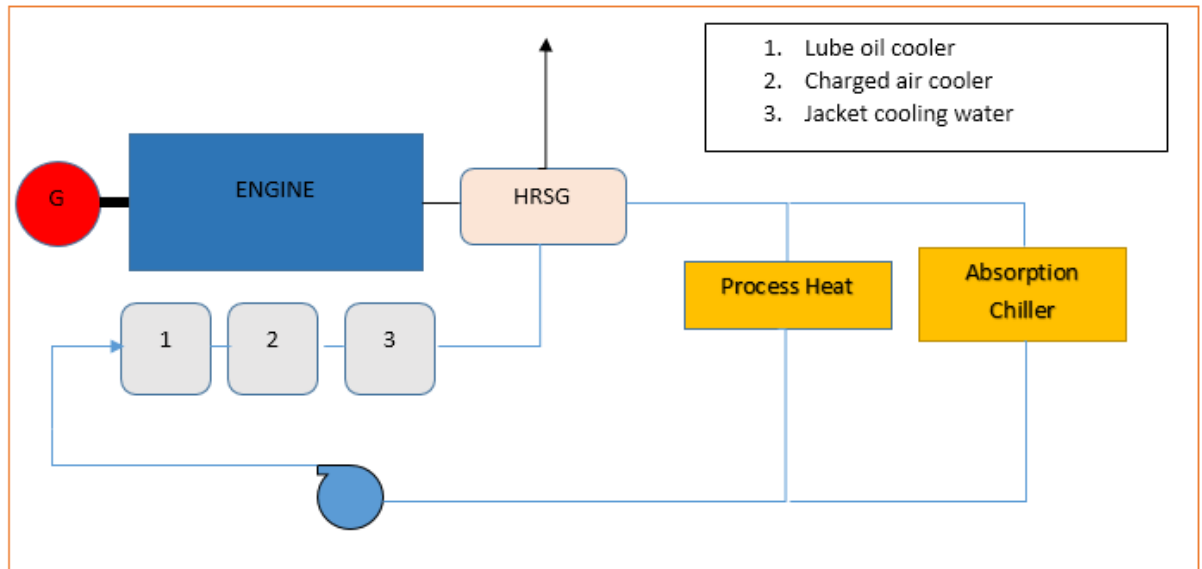 1. Lube oil cooler
2. Charged air cooler
3. Jacket cooling water
G
ENGINE
HRSG
Process Heat
Absorption
Chiller
1
2
3